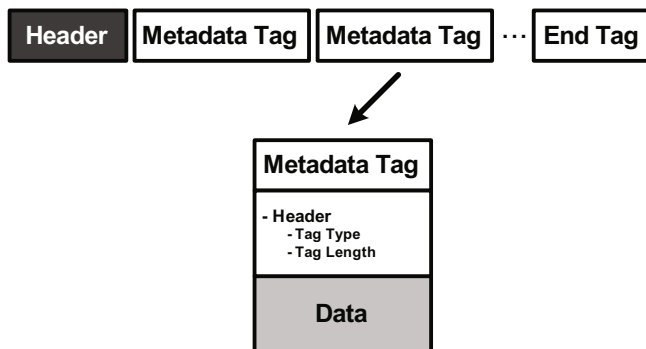 Header Metadata Tag Metadata Tag ... End Tag
Metadata Tag
- Header
- Tag Type
- Tag Length
Data